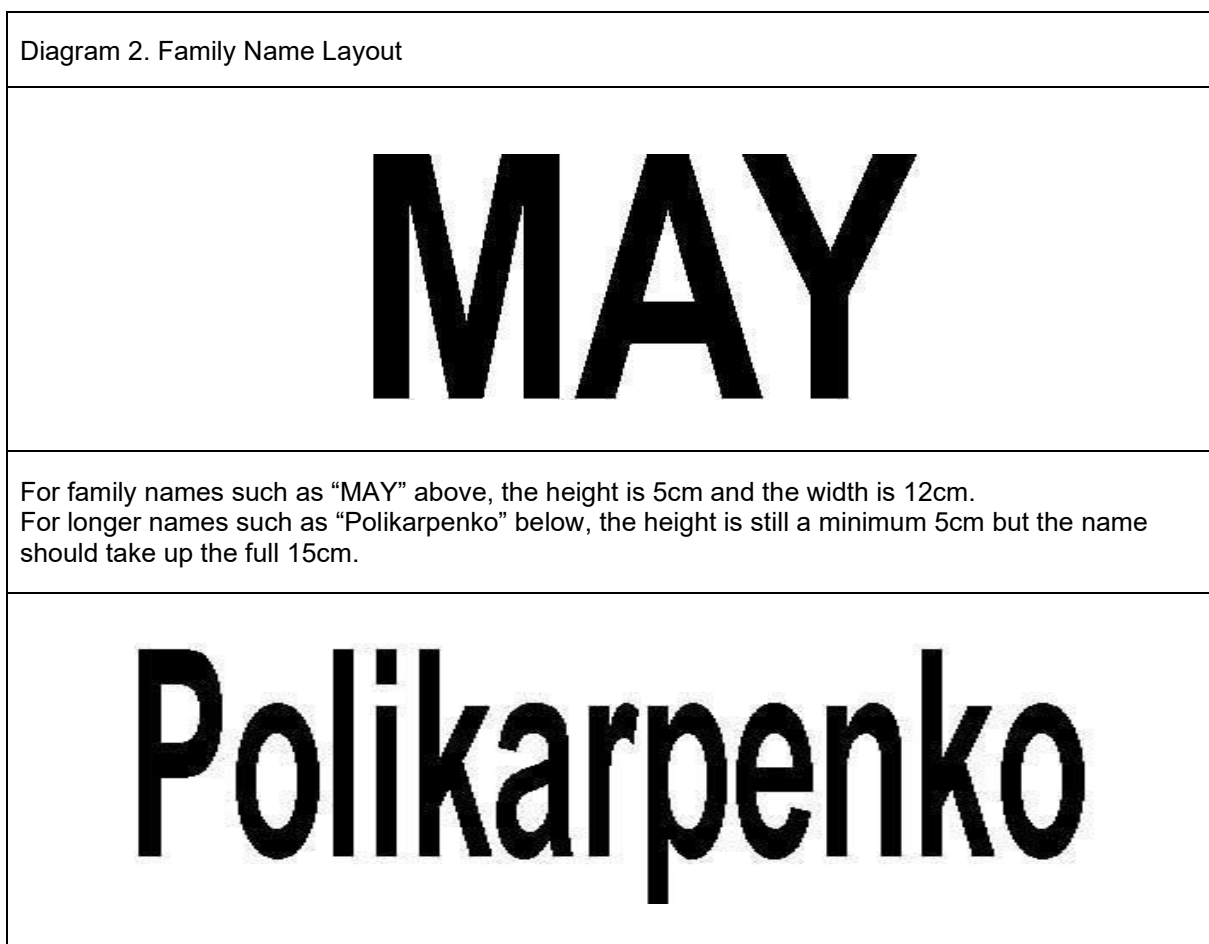 Diagram 2. Family Name Layout
MAY
For family names such as “MAY” above, the height is 5cm and the width is 12cm.
For longer names such as “Polikarpenko” below, the height is still a minimum 5cm but the name
should take up the full 15cm.
Polikarpenko